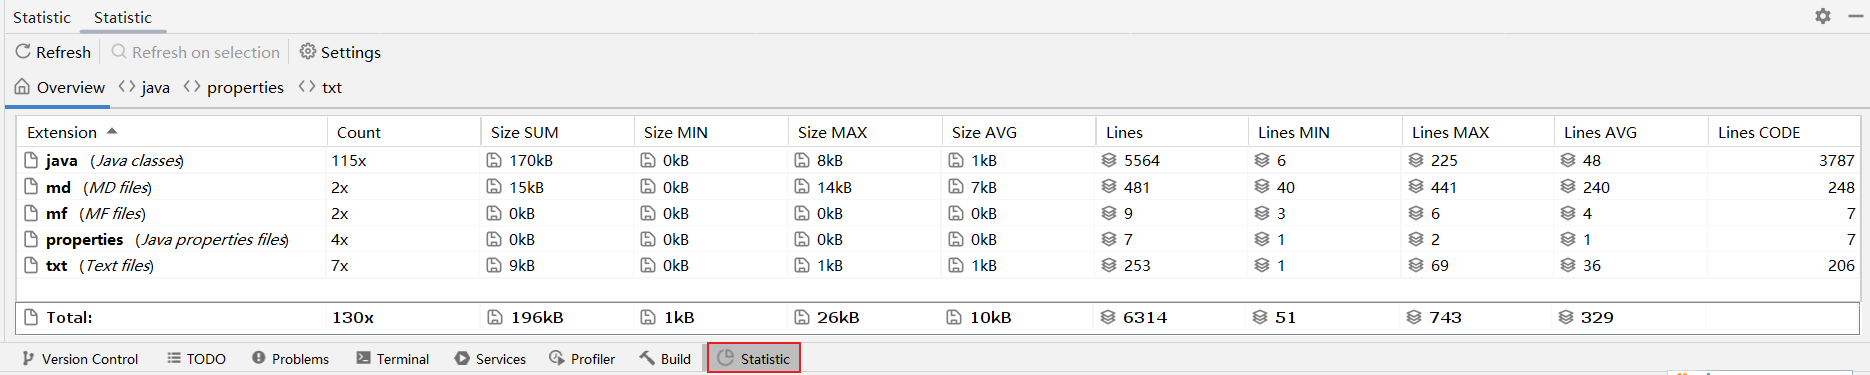 Statistic Statistic
Refresh Refresh on selection Settings
Overview java properties txt
Extension Count Size SUM Size MIN Size MAX Size AVG Lines Lines MIN Lines MAX Lines AVG Lines CODE
java (Java classes) 115x 170kB 0kB 8kB 1kB 5564 6 225 48 3787
md (MD files) 2x 15kB 0kB 14kB 7kB 481 40 441 240 248
mf (MF files) 2x 0kB 0kB 0kB 0kB 9 3 6 4 7
properties (Java properties files) 4x 0kB 0kB 0kB 0kB 7 1 2 1 7
txt (Text files) 7x 9kB 0kB 1kB 1kB 253 1 69 36 206
Total: 130x 196kB 1kB 26kB 10kB 6314 51 743 329
Version Control TODO Problems Terminal Services Profiler Build Statistic